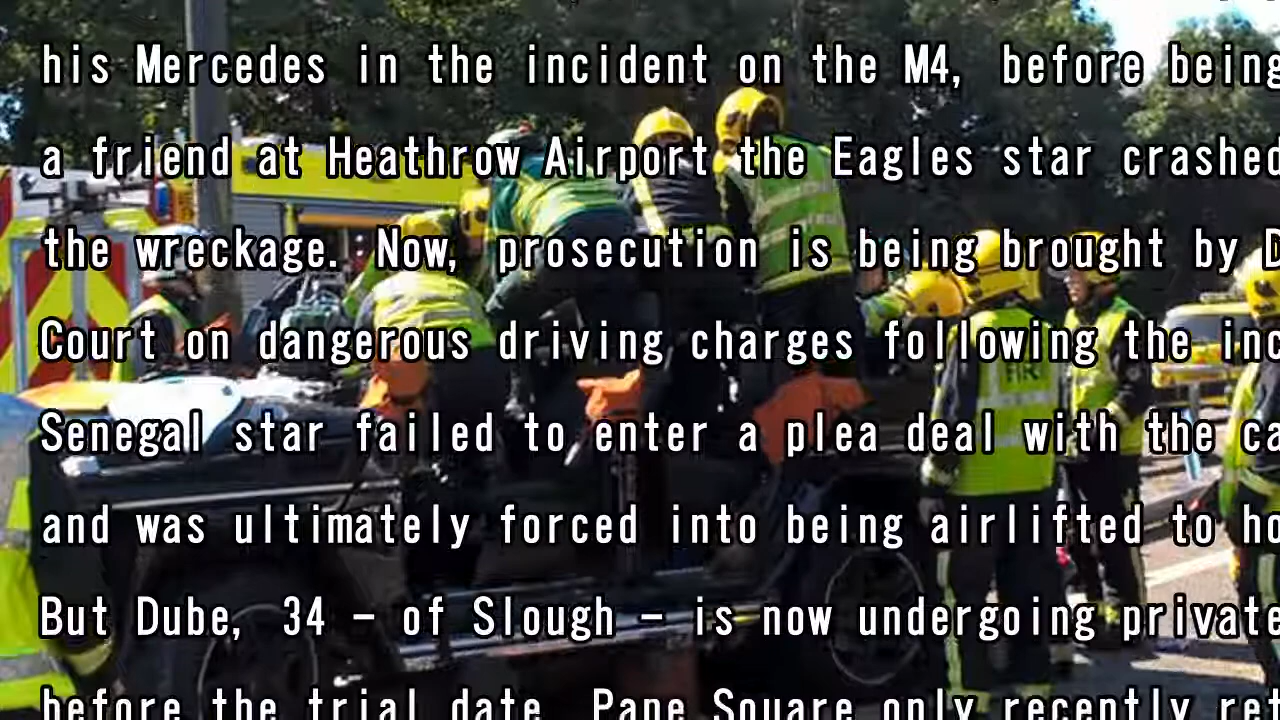 his Mercedes in the incident on the M4, before being
a friend at Heathrow Airport the Eagles star crashed
the wreckage. Now, prosecution is being brought by D
Court on dangerous driving charges following the inc
Senegal star failed to enter a plea deal with the ca
and was ultimately forced into being airlifted to ho
But Dube, 34 – of Slough – is now undergoing private
before the trial date. Pape Square only recently ret
FIRE